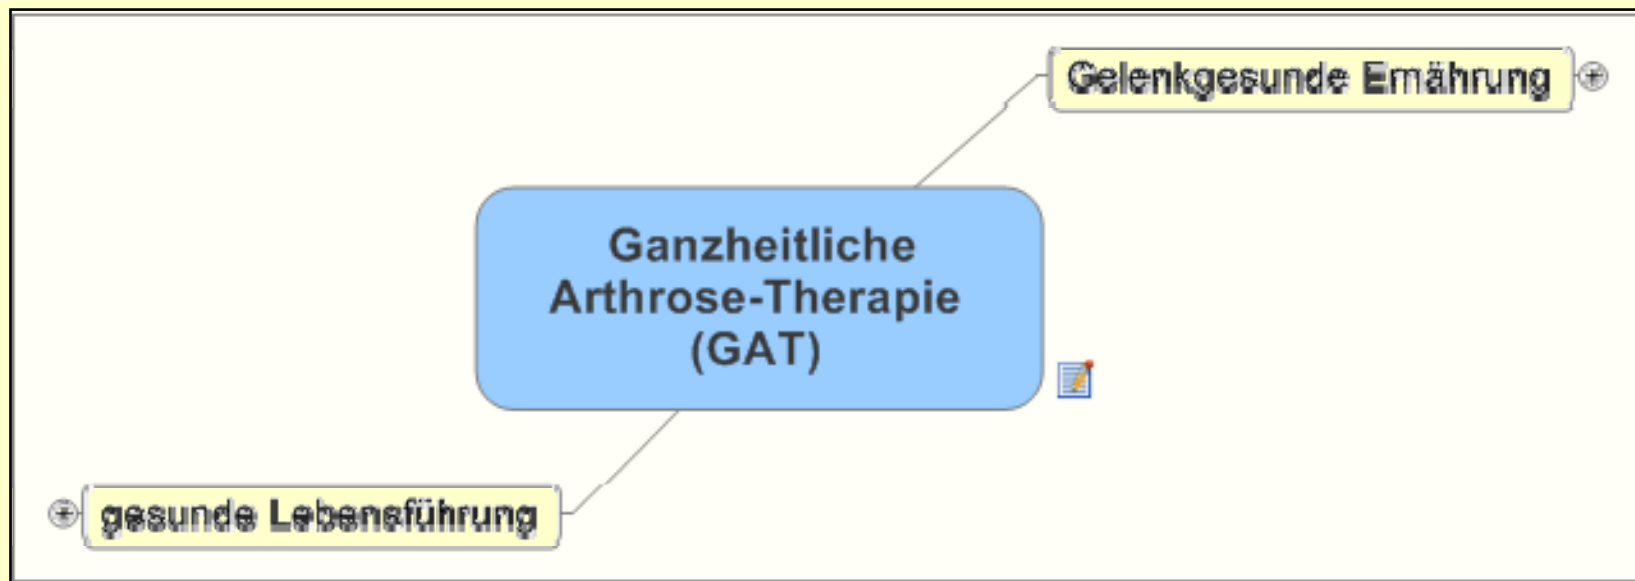 Gelenkgesunde Ernährung
Ganzheitliche
Arthrose-Therapie
(GAT)
gesunde Lebensführung